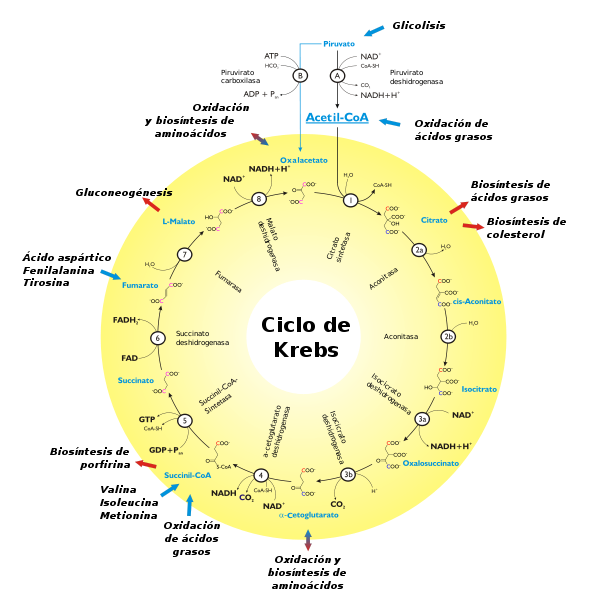 Glicolisis
Piruvato
ATP
HCO₃
Piruvirato
carboxilasa
ADP + P
B
A
NAD⁺
CoA-SH
Piruvirato
deshidrogenasa
CO₂
NADH+H⁺
Acetil-CoA
Oxidación de
ácidos grasos
Oxidación
y biosíntesis de
aminoácidos
Oxalacetato
NADH+H⁺
NAD⁺
8
Malato
deshidrogenasa
H₂O
CoA-SH
1
Citrato
sintetasa
Biosíntesis de
ácidos grasos
Citrato
Biosíntesis de
colesterol
Gluconeogénesis
L-Malato
2a
H₂O
Aconitasa
cis-Aconitato
7
H₂O
Fumarasa
Ácido aspártico
Fenilalanina
Tirosina
Fumarato
Ciclo de
Krebs
2b
H₂O
Aconitasa
FADH₂
6
FAD
Succinato
deshidrogenasa
Succinato
Isocitrato
Isocícrato
deshidrogenasa
3a
NAD⁺
NADH+H⁺
Succinil-CoA-
Sintetasa
5
GTP
CoA-SH
GDP+P
Oxalosuccinato
Isocícrato
deshidrogenasa
3b
H⁺
CO₂
a-cetoglutarato
deshidrogenasa
4
NADH
CO₂
CoA-SH
NAD⁺
α-Cetoglutarato
Biosíntesis de
porfirina
Succinil-CoA
S-CoA
Valina
Isoleucina
Metionina
Oxidación
de ácidos
grasos
Oxidación y
biosíntesis de
aminoácidos